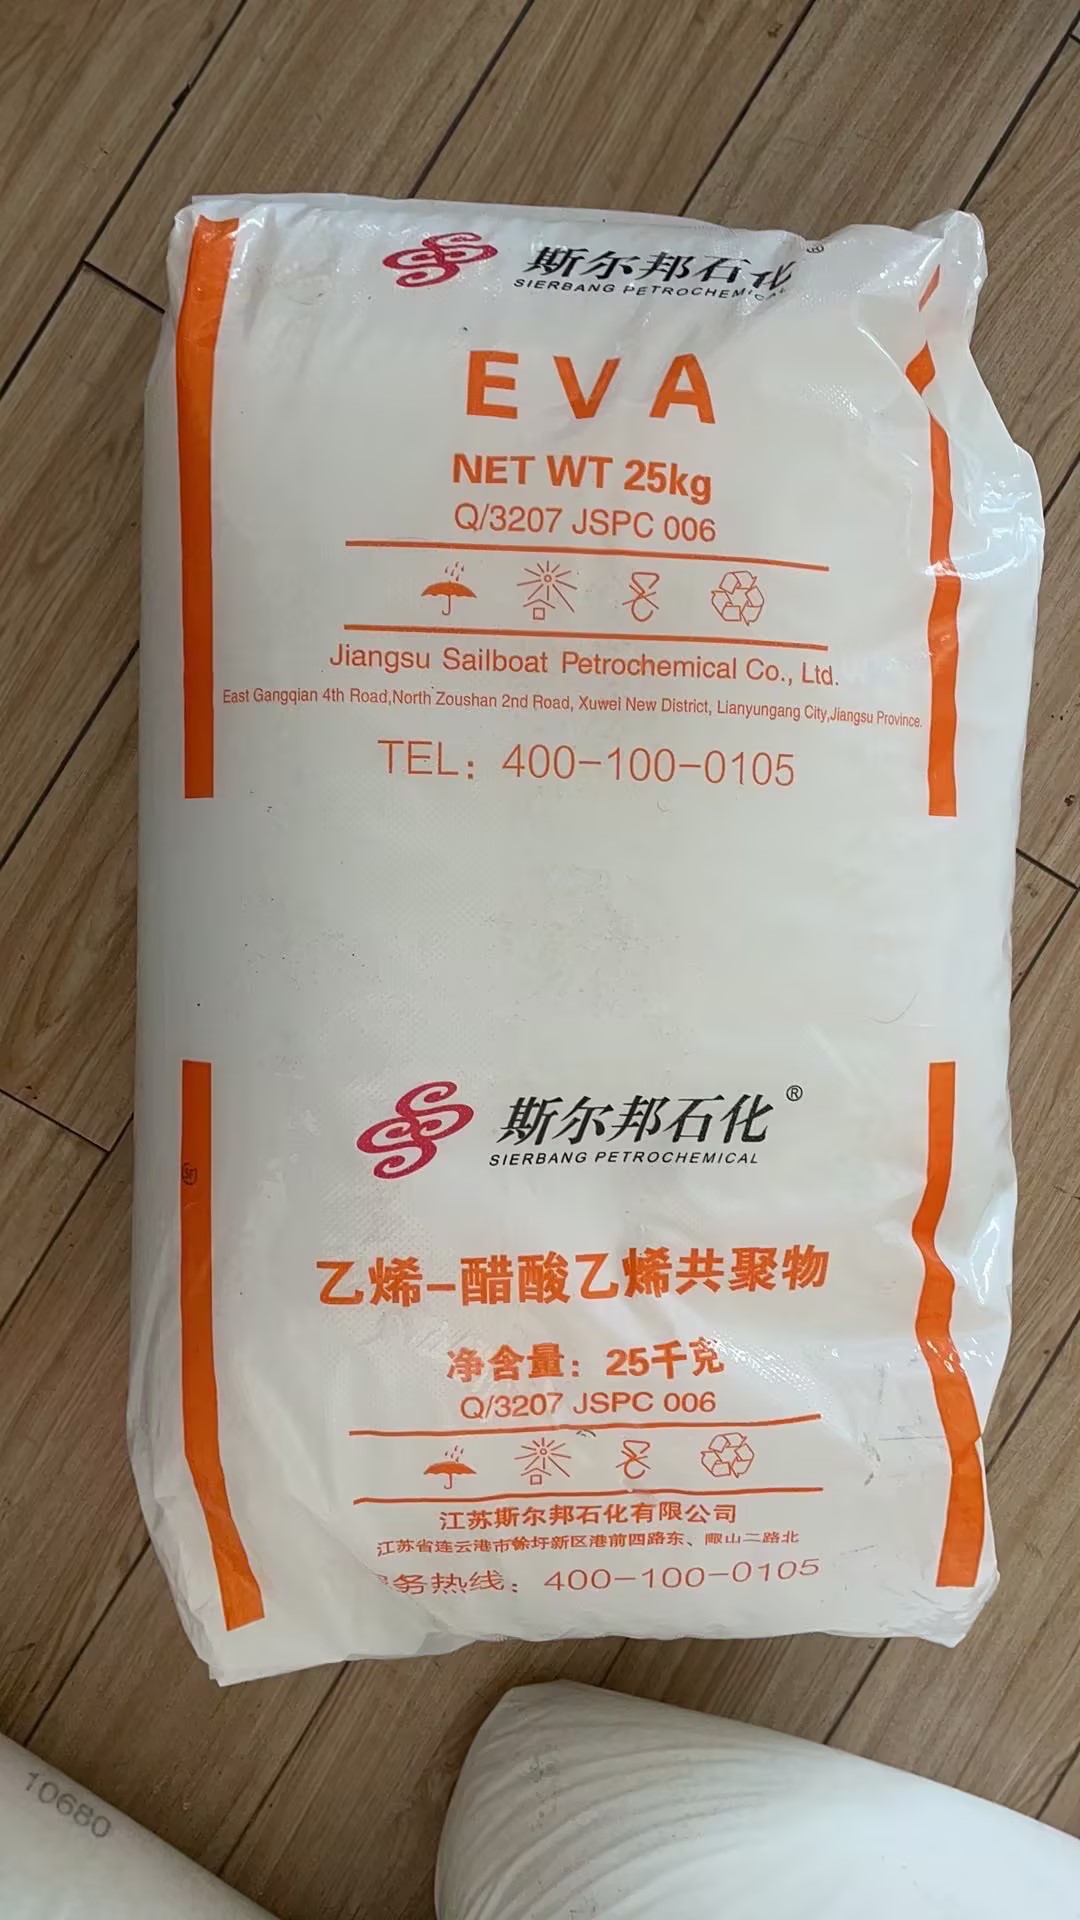 斯尔邦石化®
SIERBANG PETROCHEMICAL
EVA
NET WT 25kg
Q/3207 JSPC 006
Jiangsu Sailboat Petrochemical Co., Ltd.
East Gangqian 4th Road,North Zoushan 2nd Road, Xuwei New District, Lianyungang City,Jiangsu Province.
TEL：400-100-0105
斯尔邦石化®
SIERBANG PETROCHEMICAL
乙烯-醋酸乙烯共聚物
净含量：25千克
Q/3207 JSPC 006
江苏斯尔邦石化有限公司
江苏省连云港市徐圩新区港前四路东、陬山二路北
务热线：400-100-0105
10680